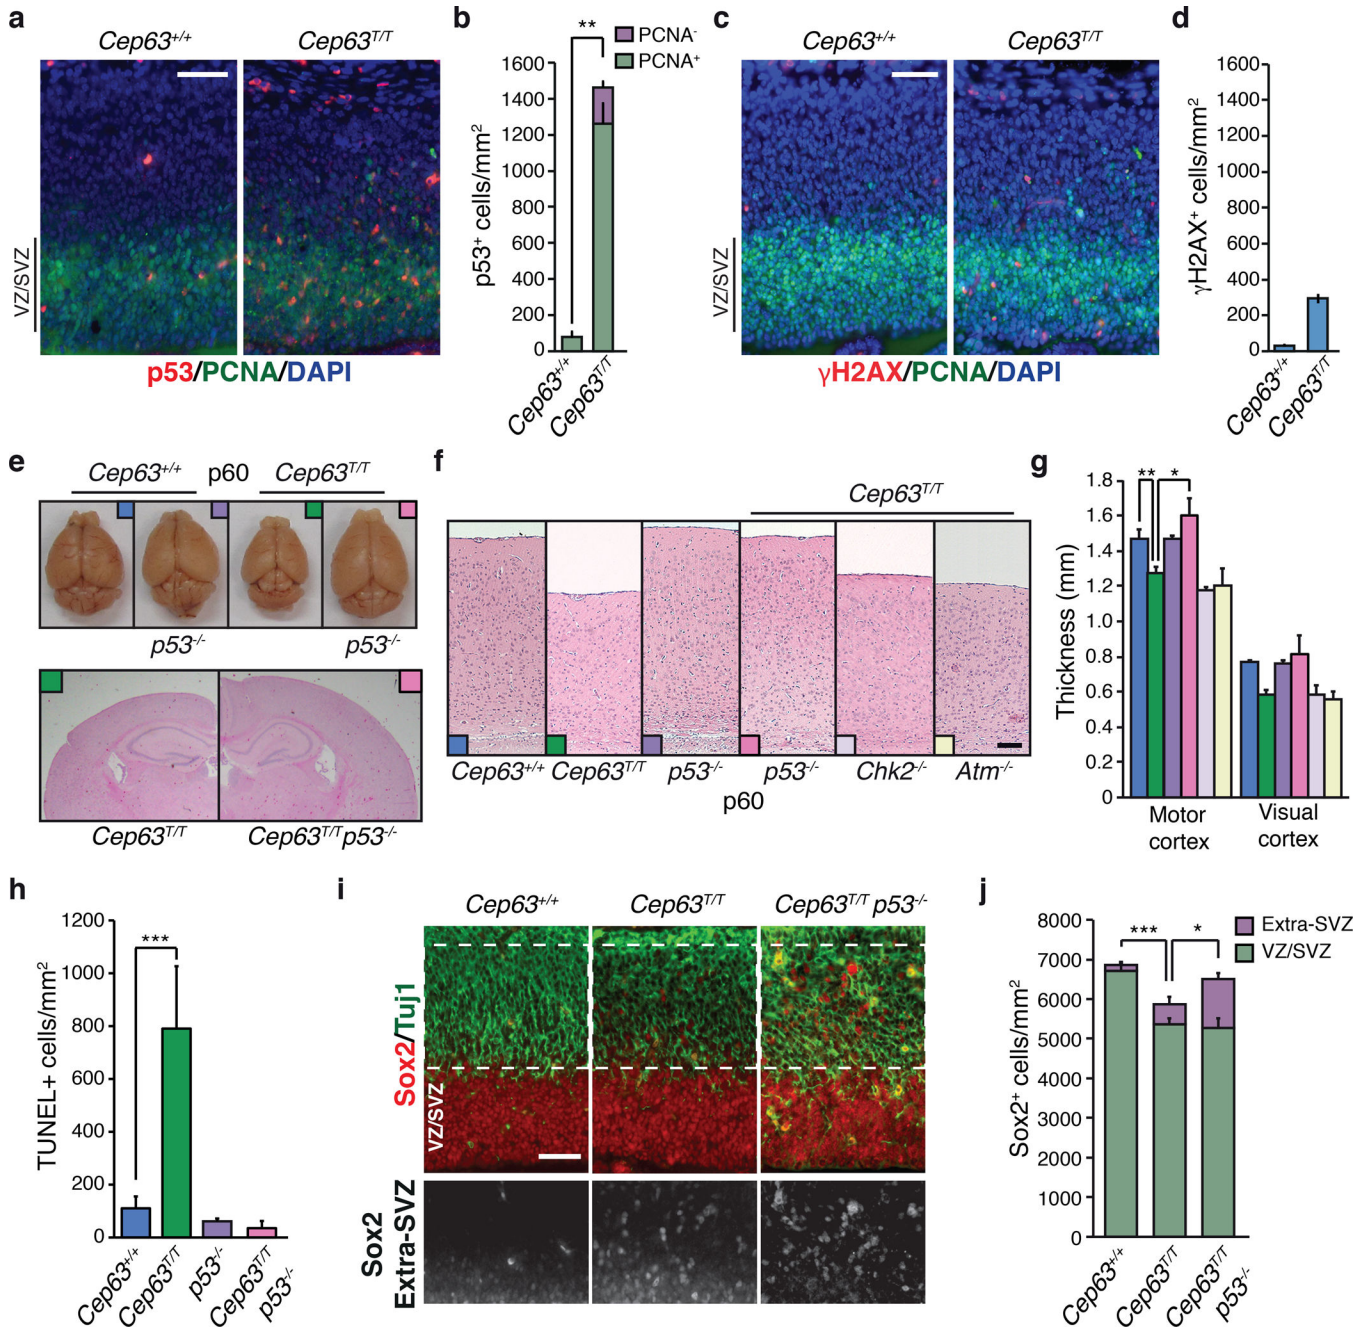 a
Cep63+/+
Cep63T/T
VZ/SVZ
p53/PCNA/DAPI
b
**
PCNA-
PCNA+
p53+ cells/mm2
1600
1400
1200
1000
800
600
400
200
0
Cep63+/+
Cep63T/T
c
Cep63+/+
Cep63T/T
VZ/SVZ
γH2AX/PCNA/DAPI
d
γH2AX+ cells/mm2
1600
1400
1200
1000
800
600
400
200
0
Cep63+/+
Cep63T/T
e
Cep63+/+ p60 Cep63T/T
p53-/- p53-/-
Cep63T/T Cep63T/Tp53-/-
f
Cep63T/T
Cep63+/+ Cep63T/T p53-/- p53-/- Chk2-/- Atm-/-
p60
g
Thickness (mm)
1.8
1.6
1.4
1.2
1.0
0.8
0.6
0.4
0.2
0
** *
Motor cortex
Visual cortex
h
TUNEL+ cells/mm2
1200
1000
800
600
400
200
0
***
Cep63+/+
Cep63T/T
p53-/-
Cep63T/T
p53-/-
i
Cep63+/+ Cep63T/T Cep63T/T p53-/-
Sox2/Tuj1
VZ/SVZ
Sox2
Extra-SVZ
j
Extra-SVZ
VZ/SVZ
*** *
Sox2+ cells/mm2
8000
7000
6000
5000
4000
3000
2000
1000
0
Cep63+/+
Cep63T/T
Cep63T/T
p53-/-